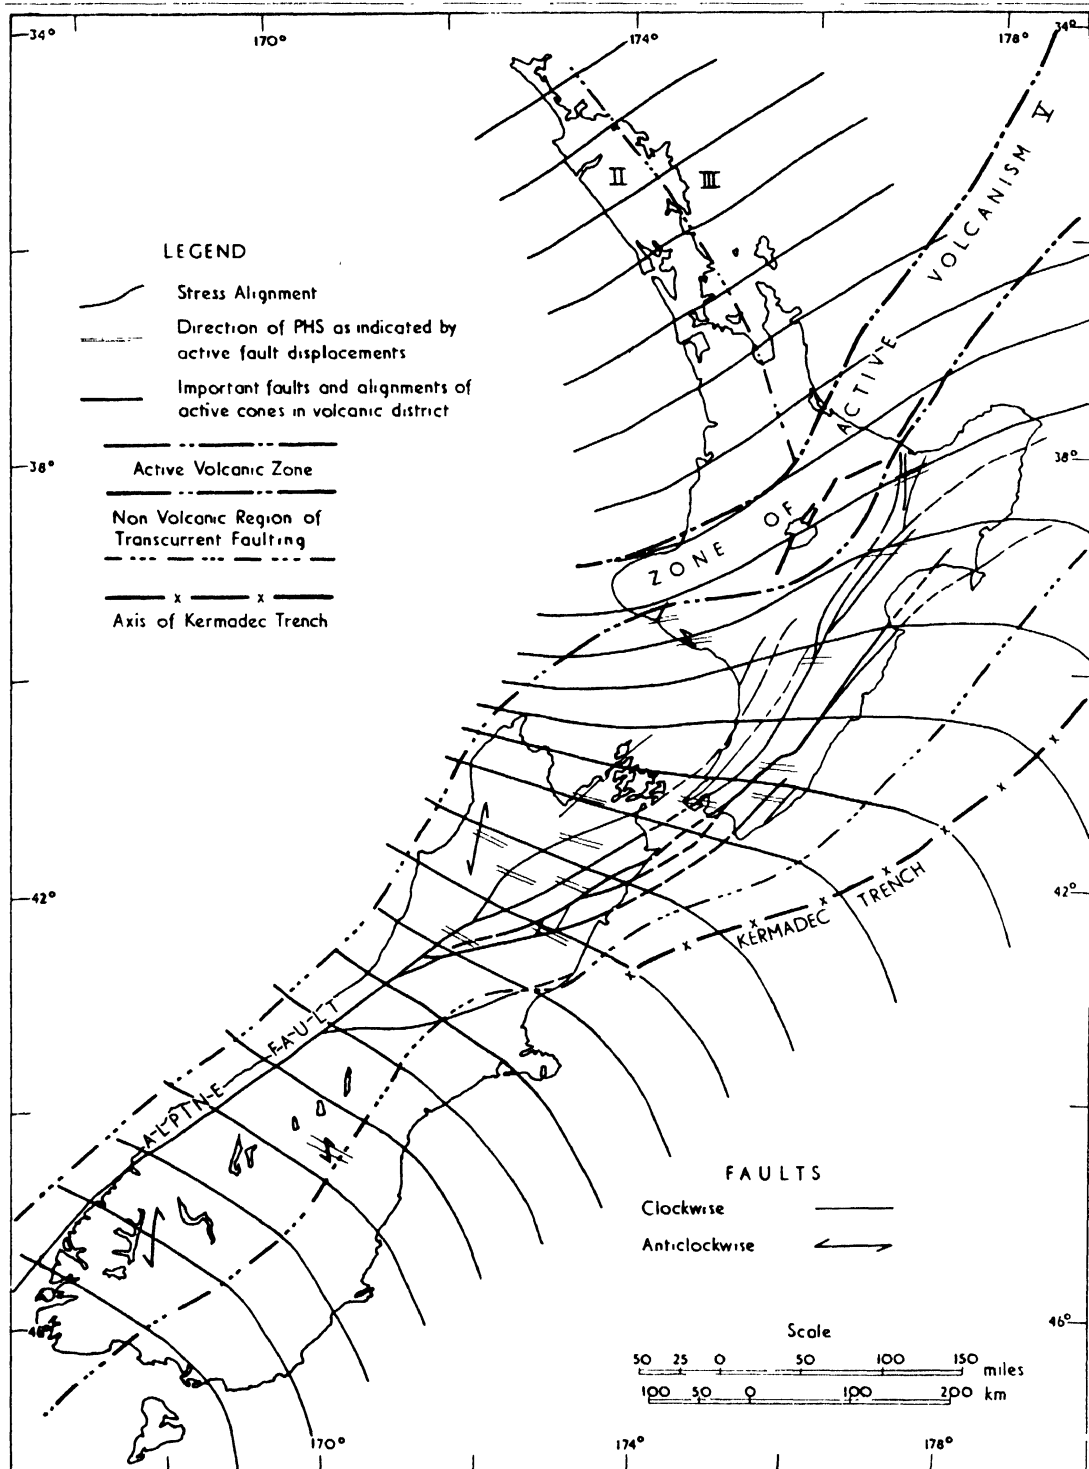 170°
174°
178°
34°
34°
V
VOLCANISM
II
III
LEGEND
Stress Alignment
Direction of PHS as indicated by
active fault displacements
Important faults and alignments of
active cones in volcanic district
ACTIVE
38°
38°
Active Volcanic Zone
Non Volcanic Region of
Transcurrent Faulting
ZONE OF
Axis of Kermadec Trench
42°
42°
KERMADEC TRENCH
A-L-P-I-N-E F-A-U-L-T
FAULTS
Clockwise
Anticlockwise
46°
46°
Scale
50 25 0 50 100 150 miles
100 50 0 100 200 km
170°
174°
178°